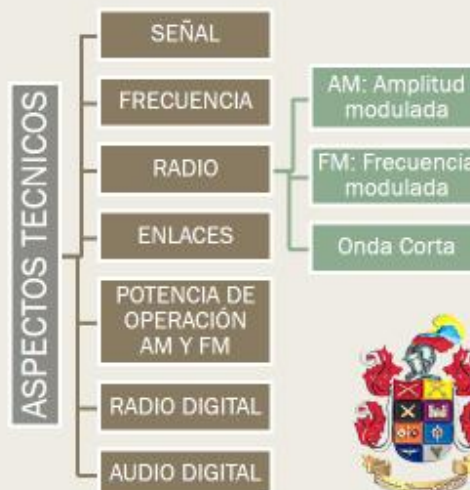 ASPECTOS TECNICOS
SEÑAL
FRECUENCIA
RADIO
ENLACES
POTENCIA DE
OPERACIÓN
AM Y FM
RADIO DIGITAL
AUDIO DIGITAL
AM: Amplitud
modulada
FM: Frecuencia
modulada
Onda Corta